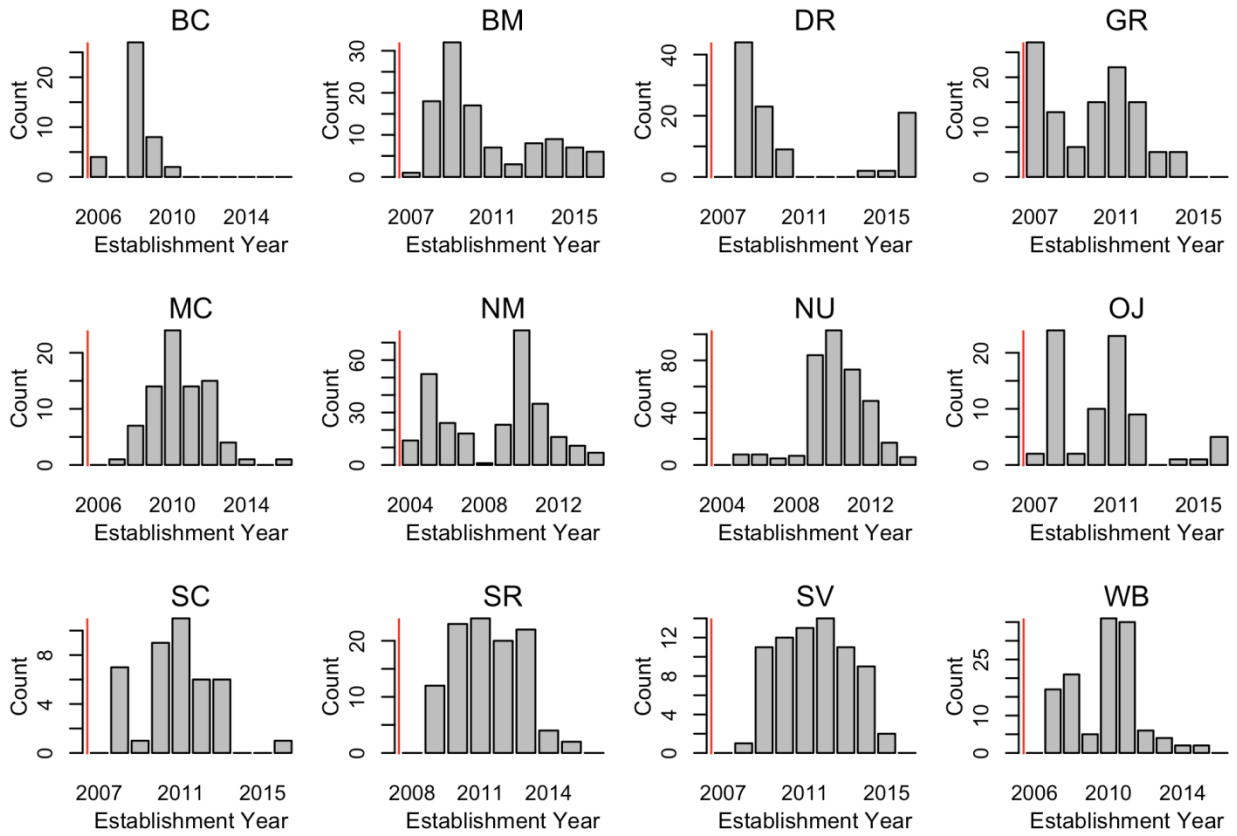 BC BM DR GR
Count 0 10 20
Count 0 10 20 30
Count 0 20 40
Count 0 10 20
2006 2010 2014
2007 2011 2015
2007 2011 2015
2007 2011 2015
Establishment Year Establishment Year Establishment Year Establishment Year
MC NM NU OJ
Count 0 10 20
Count 0 30 60
Count 0 40 80
Count 0 10 20
2006 2010 2014
2004 2008 2012
2004 2008 2012
2007 2011 2015
Establishment Year Establishment Year Establishment Year Establishment Year
SC SR SV WB
Count 0 4 8
Count 0 10 20
Count 0 4 8 12
Count 0 10 25
2007 2011 2015
2008 2011 2014
2007 2011 2015
2006 2010 2014
Establishment Year Establishment Year Establishment Year Establishment Year